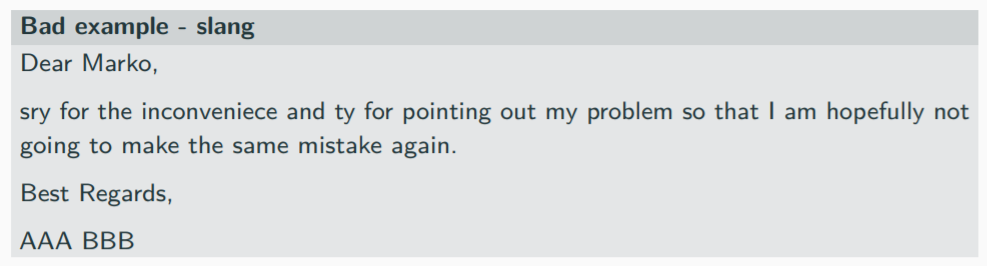 Bad example - slang
Dear Marko,
sry for the inconveniece and ty for pointing out my problem so that I am hopefully not
going to make the same mistake again.
Best Regards,
AAA BBB